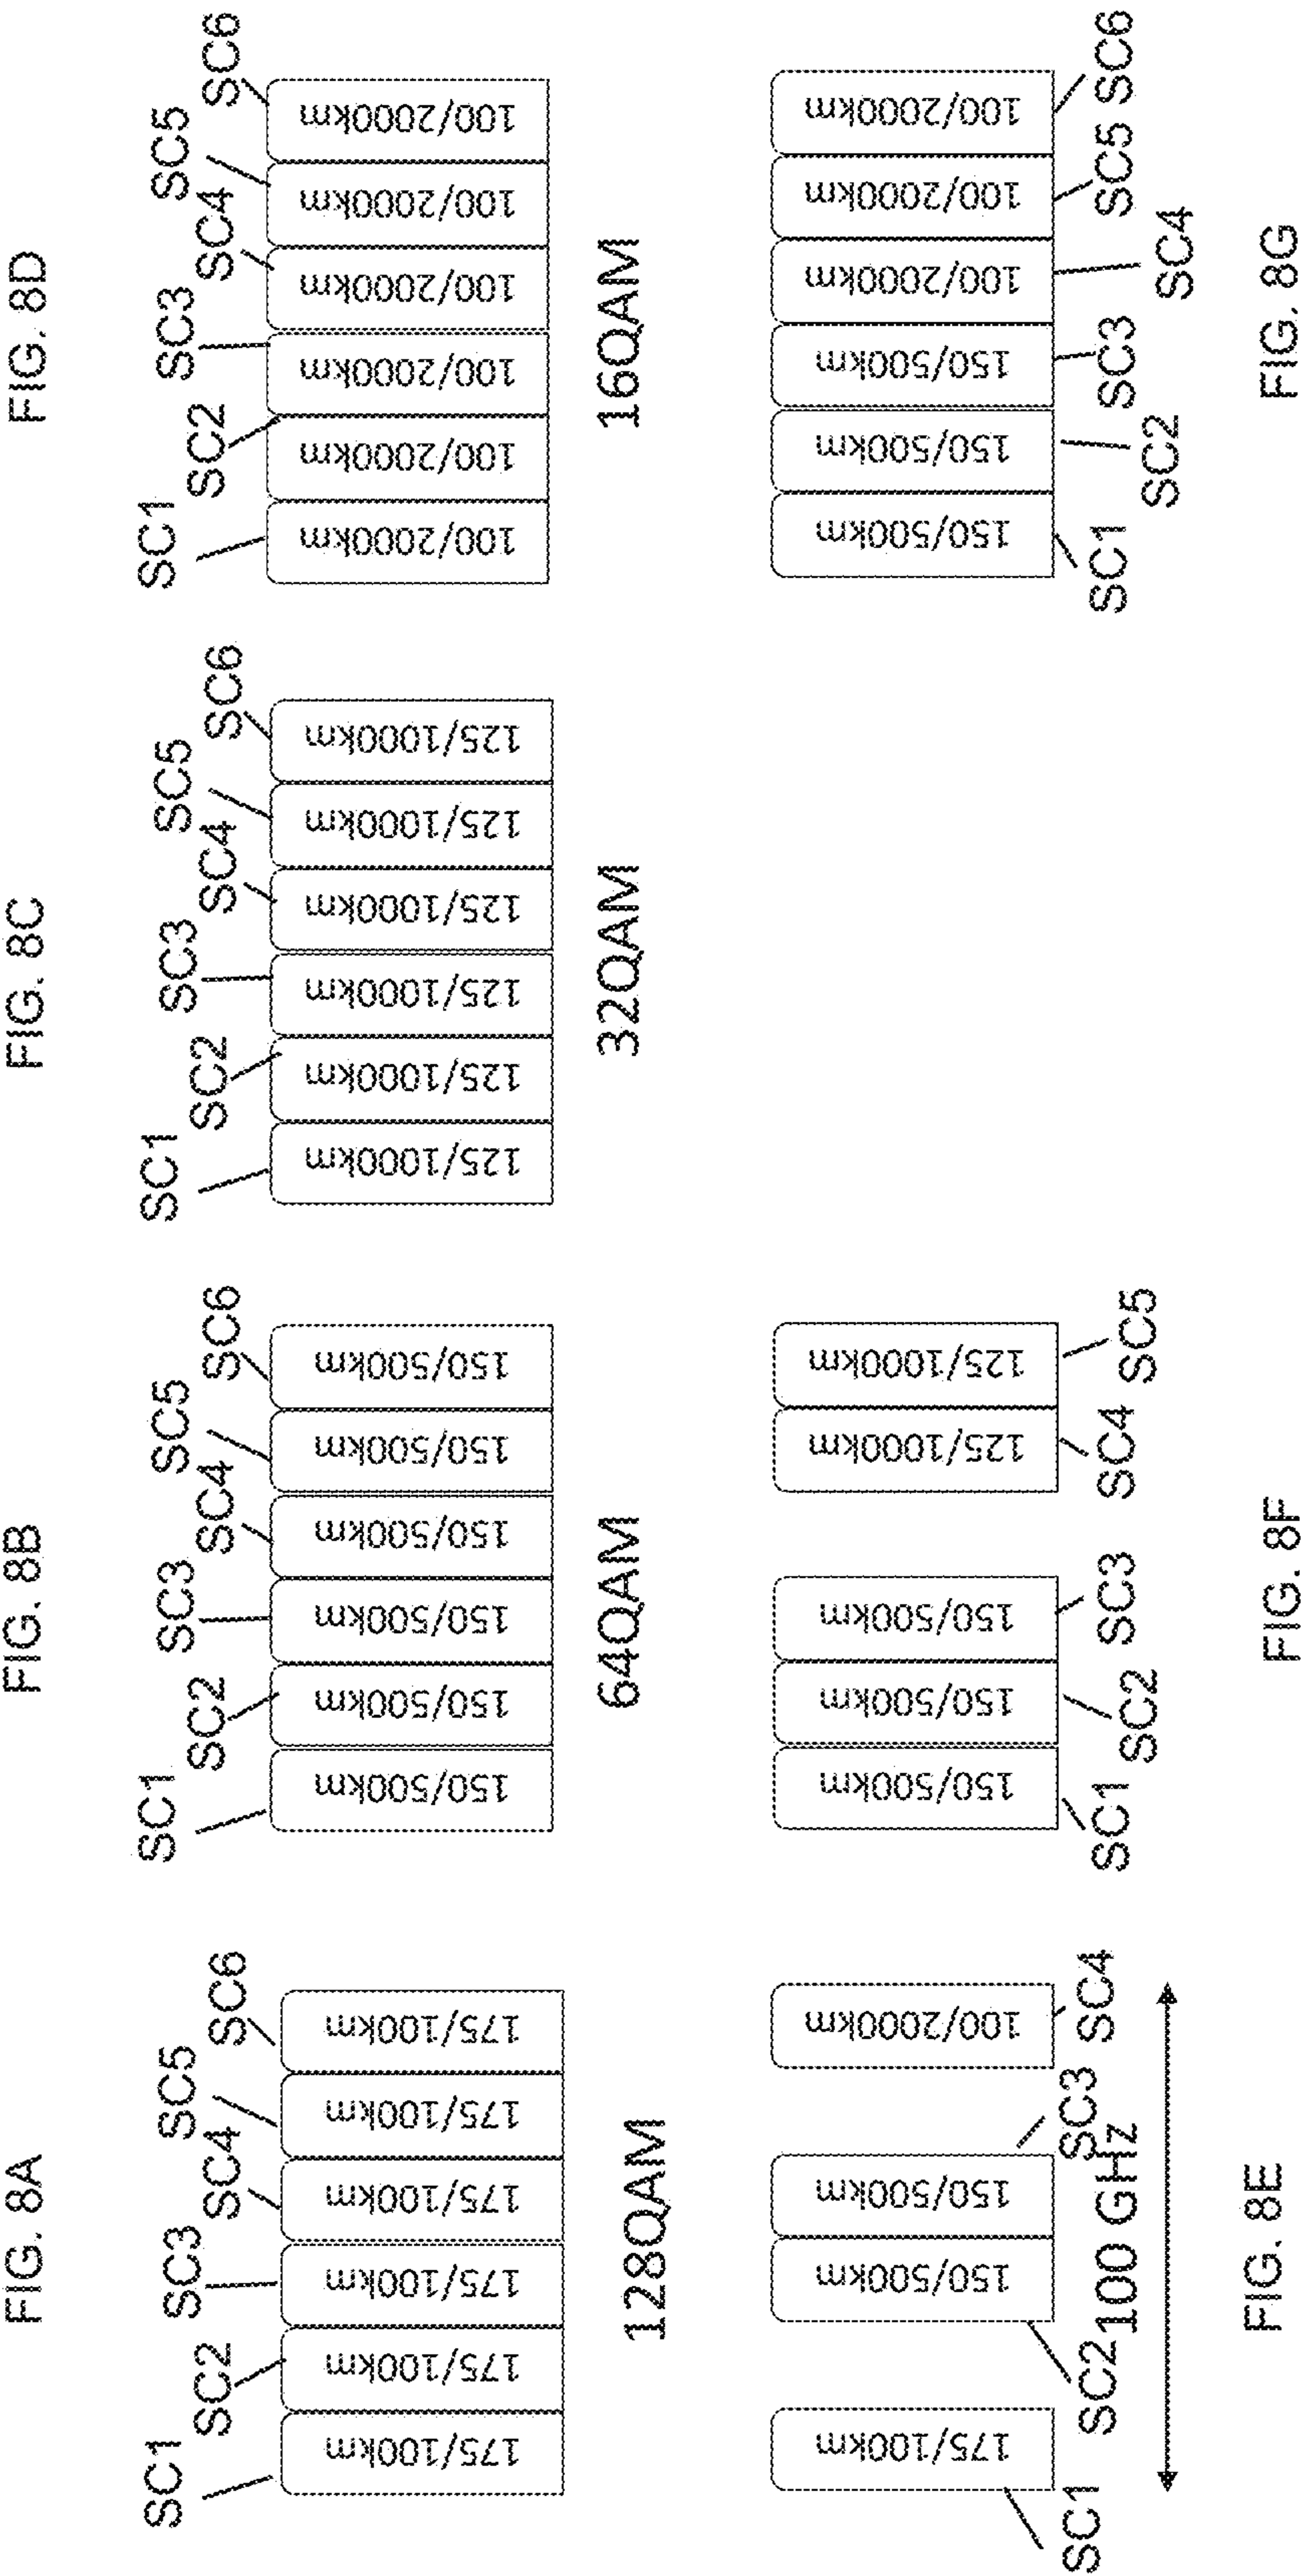 FIG. 8A
SC1
SC2
SC3
SC4
SC5
SC6
175/100km
175/100km
175/100km
175/100km
175/100km
175/100km
128QAM
FIG. 8B
SC1
SC2
SC3
SC4
SC5
SC6
150/500km
150/500km
150/500km
150/500km
150/500km
150/500km
64QAM
FIG. 8C
SC1
SC2
SC3
SC4
SC5
SC6
125/1000km
125/1000km
125/1000km
125/1000km
125/1000km
125/1000km
32QAM
FIG. 8D
SC1
SC2
SC3
SC4
SC5
SC6
100/2000km
100/2000km
100/2000km
100/2000km
100/2000km
100/2000km
16QAM
175/100km
150/500km
150/500km
100/2000km
SC1
SC2
SC3
SC4
100 GHz
FIG. 8E
150/500km
150/500km
150/500km
125/1000km
125/1000km
SC1
SC2
SC3
SC4
SC5
FIG. 8F
150/500km
150/500km
150/500km
100/2000km
100/2000km
100/2000km
SC1
SC2
SC3
SC4
SC5
SC6
FIG. 8G